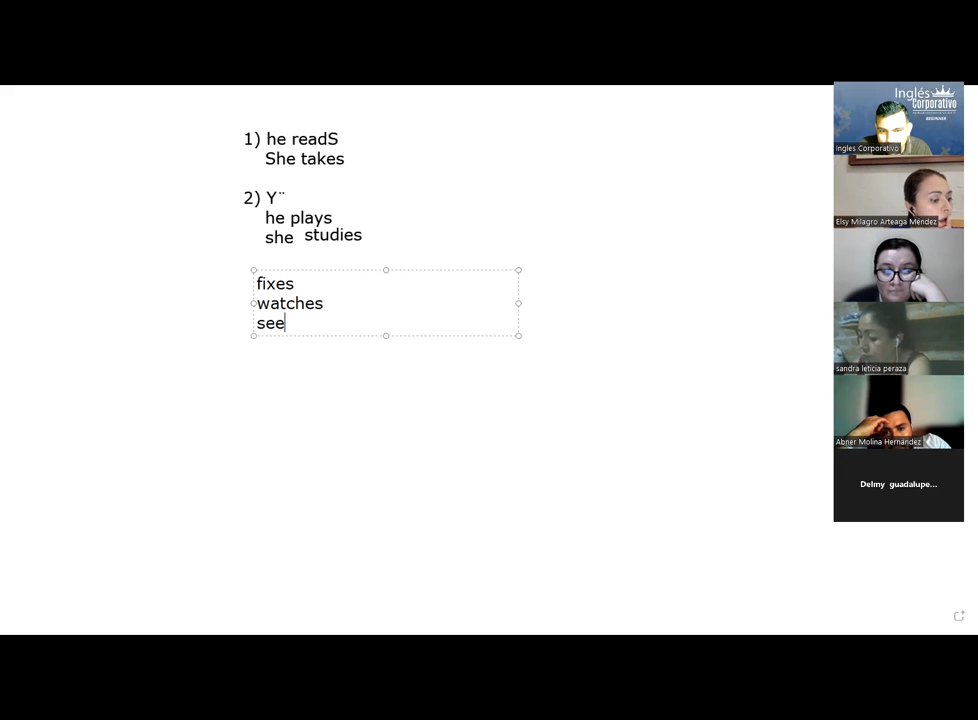 1) he readS
She takes
2) Y¨
he plays
she studies
fixes
watches
see
Inglés
Corporativo
BEGINNER
Ingles Corporativo
Elsy Milagro Arteaga Méndez
sandra leticia peraza
Abner Molina Hernández
Delmy guadalupe...